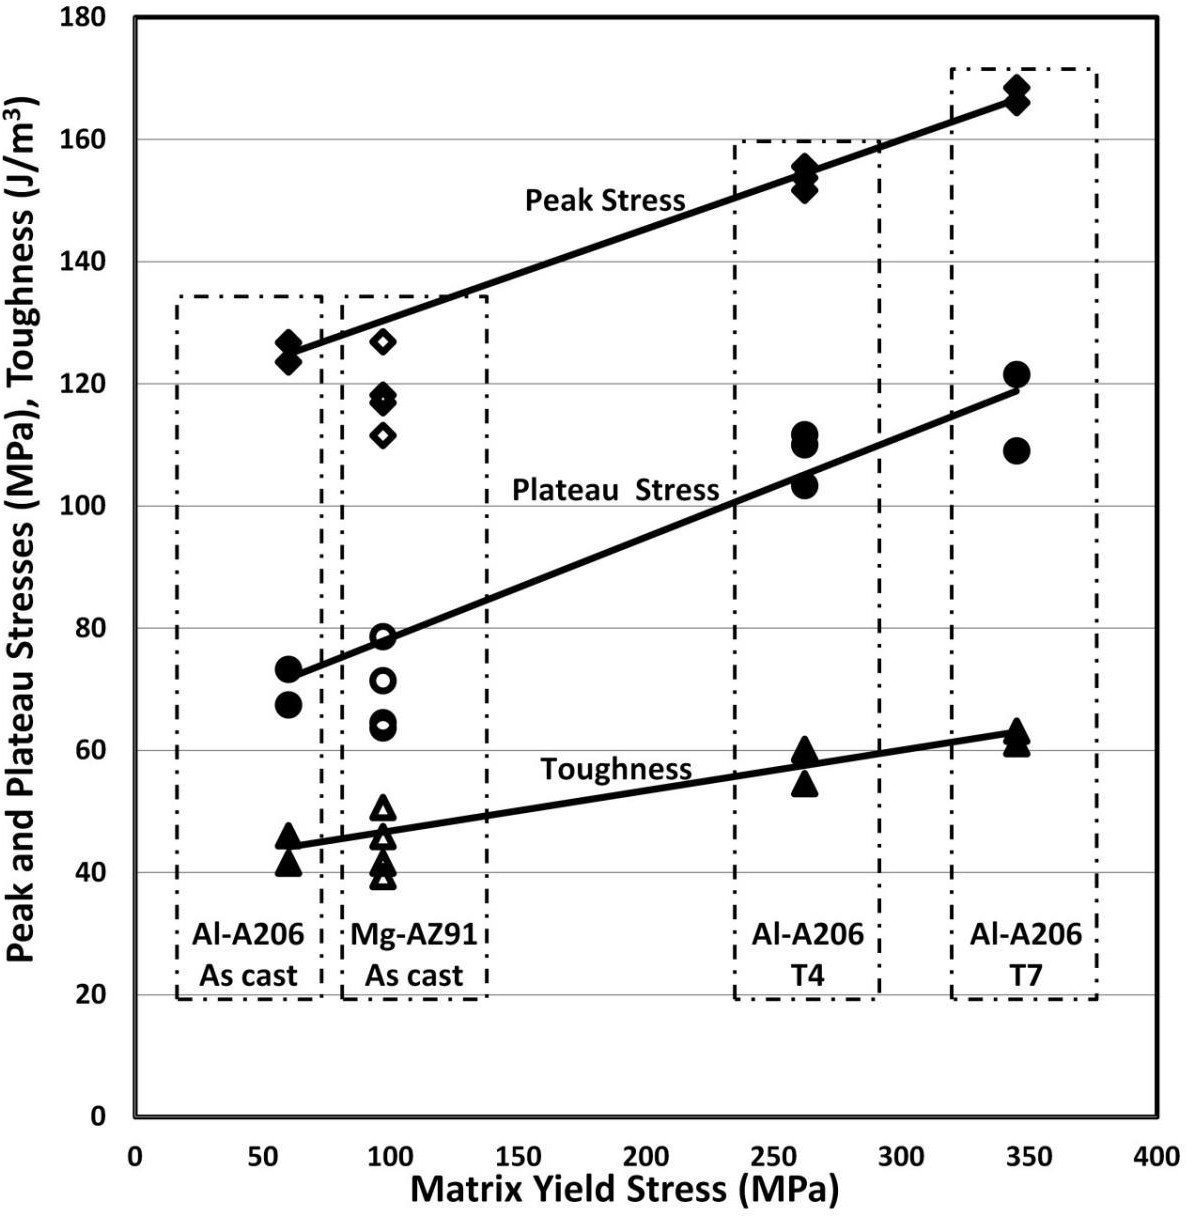 Peak and Plateau Stresses (MPa), Toughness (J/m³)
180
160
140
120
100
80
60
40
20
0
Peak Stress
Plateau Stress
Toughness
Al-A206
As cast
Mg-AZ91
As cast
Al-A206
T4
Al-A206
T7
0 50 100 150 200 250 300 350 400
Matrix Yield Stress (MPa)